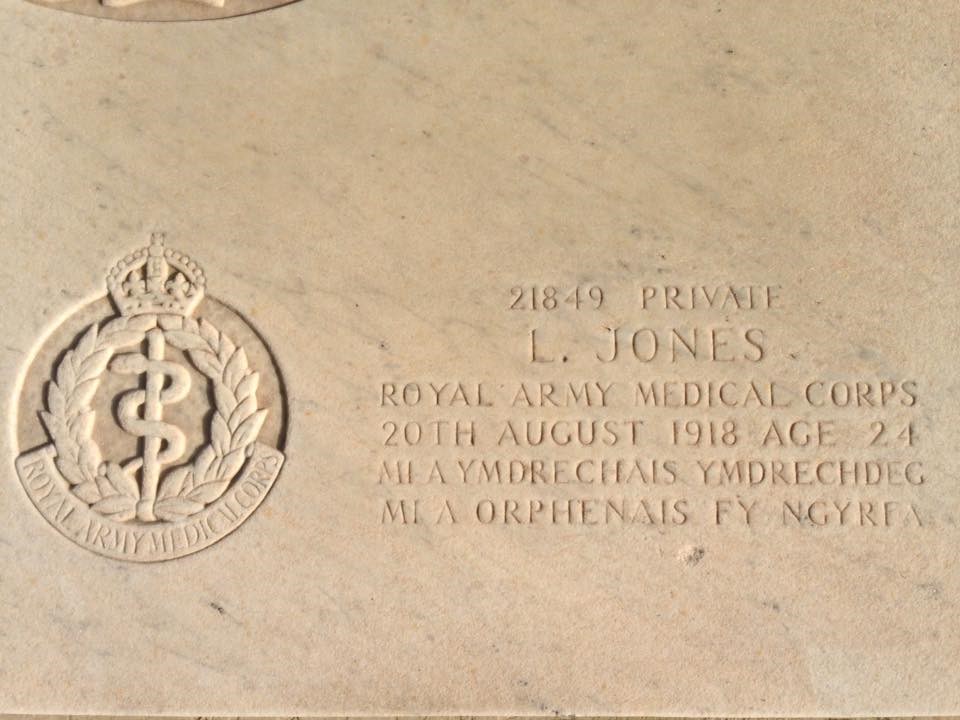 21849 PRIVATE
L. JONES
ROYAL ARMY MEDICAL CORPS
20TH AUGUST 1918 AGE 24
MI A YMDRECHAIS YMDRECHDEG
MI A ORPHENAIS FY NGYRFA
ROYAL ARMY MEDICAL CORPS